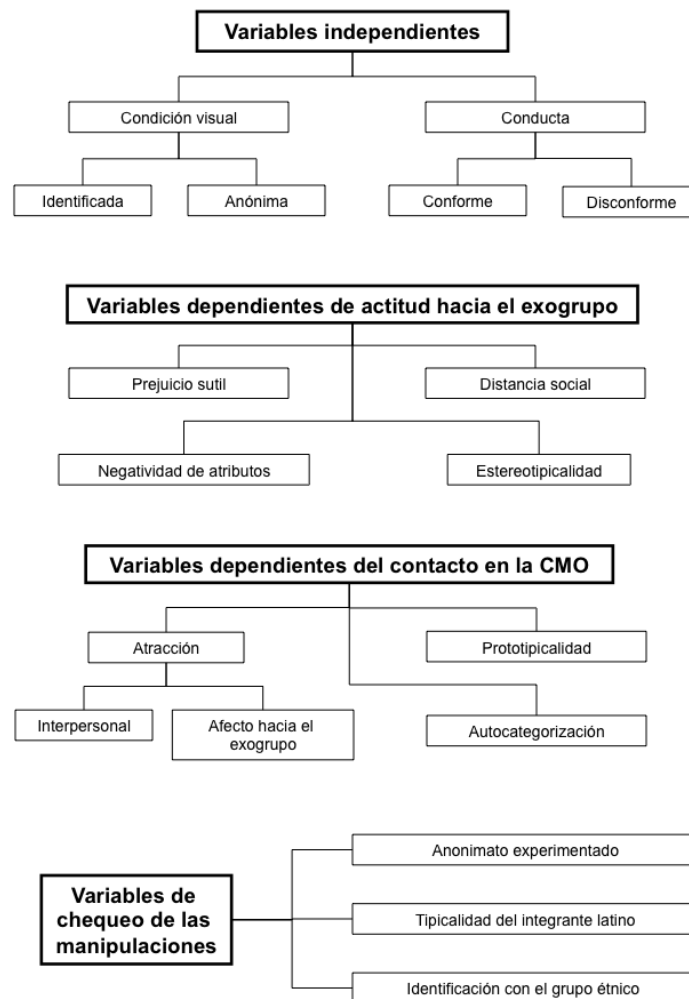 Variables independientes
Condición visual
Conducta
Identificada
Anónima
Conforme
Disconforme
Variables dependientes de actitud hacia el exogrupo
Prejuicio sutil
Distancia social
Negatividad de atributos
Estereotipicalidad
Variables dependientes del contacto en la CMO
Atracción
Prototipicalidad
Interpersonal
Afecto hacia el
exogrupo
Autocategorización
Variables de
chequeo de las
manipulaciones
Anonimato experimentado
Tipicalidad del integrante latino
Identificación con el grupo étnico